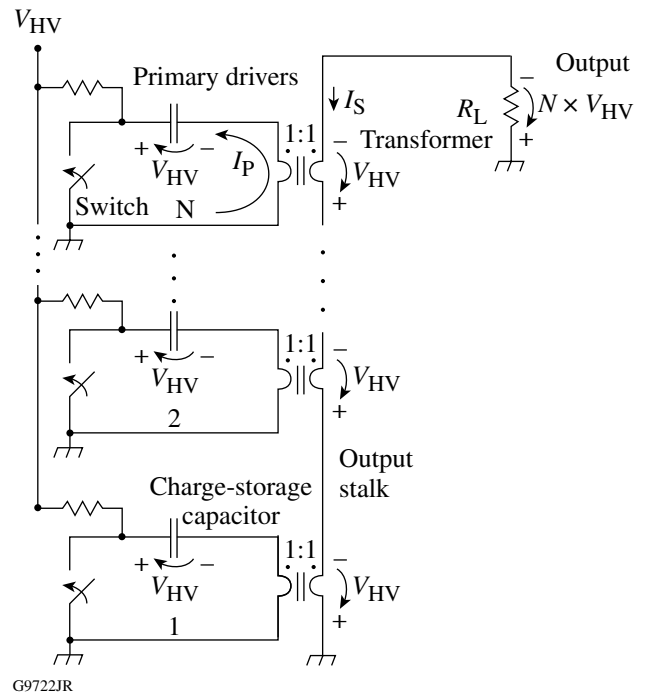 V_HV
Primary drivers
+ −
V_HV
I_P
Switch
N
1:1
Transformer
− V_HV +
I_S
R_L
Output
− N × V_HV +
1:1
+ −
V_HV
2
− V_HV +
Output
stalk
Charge-storage
capacitor
1:1
+ −
V_HV
1
− V_HV +
G9722JR